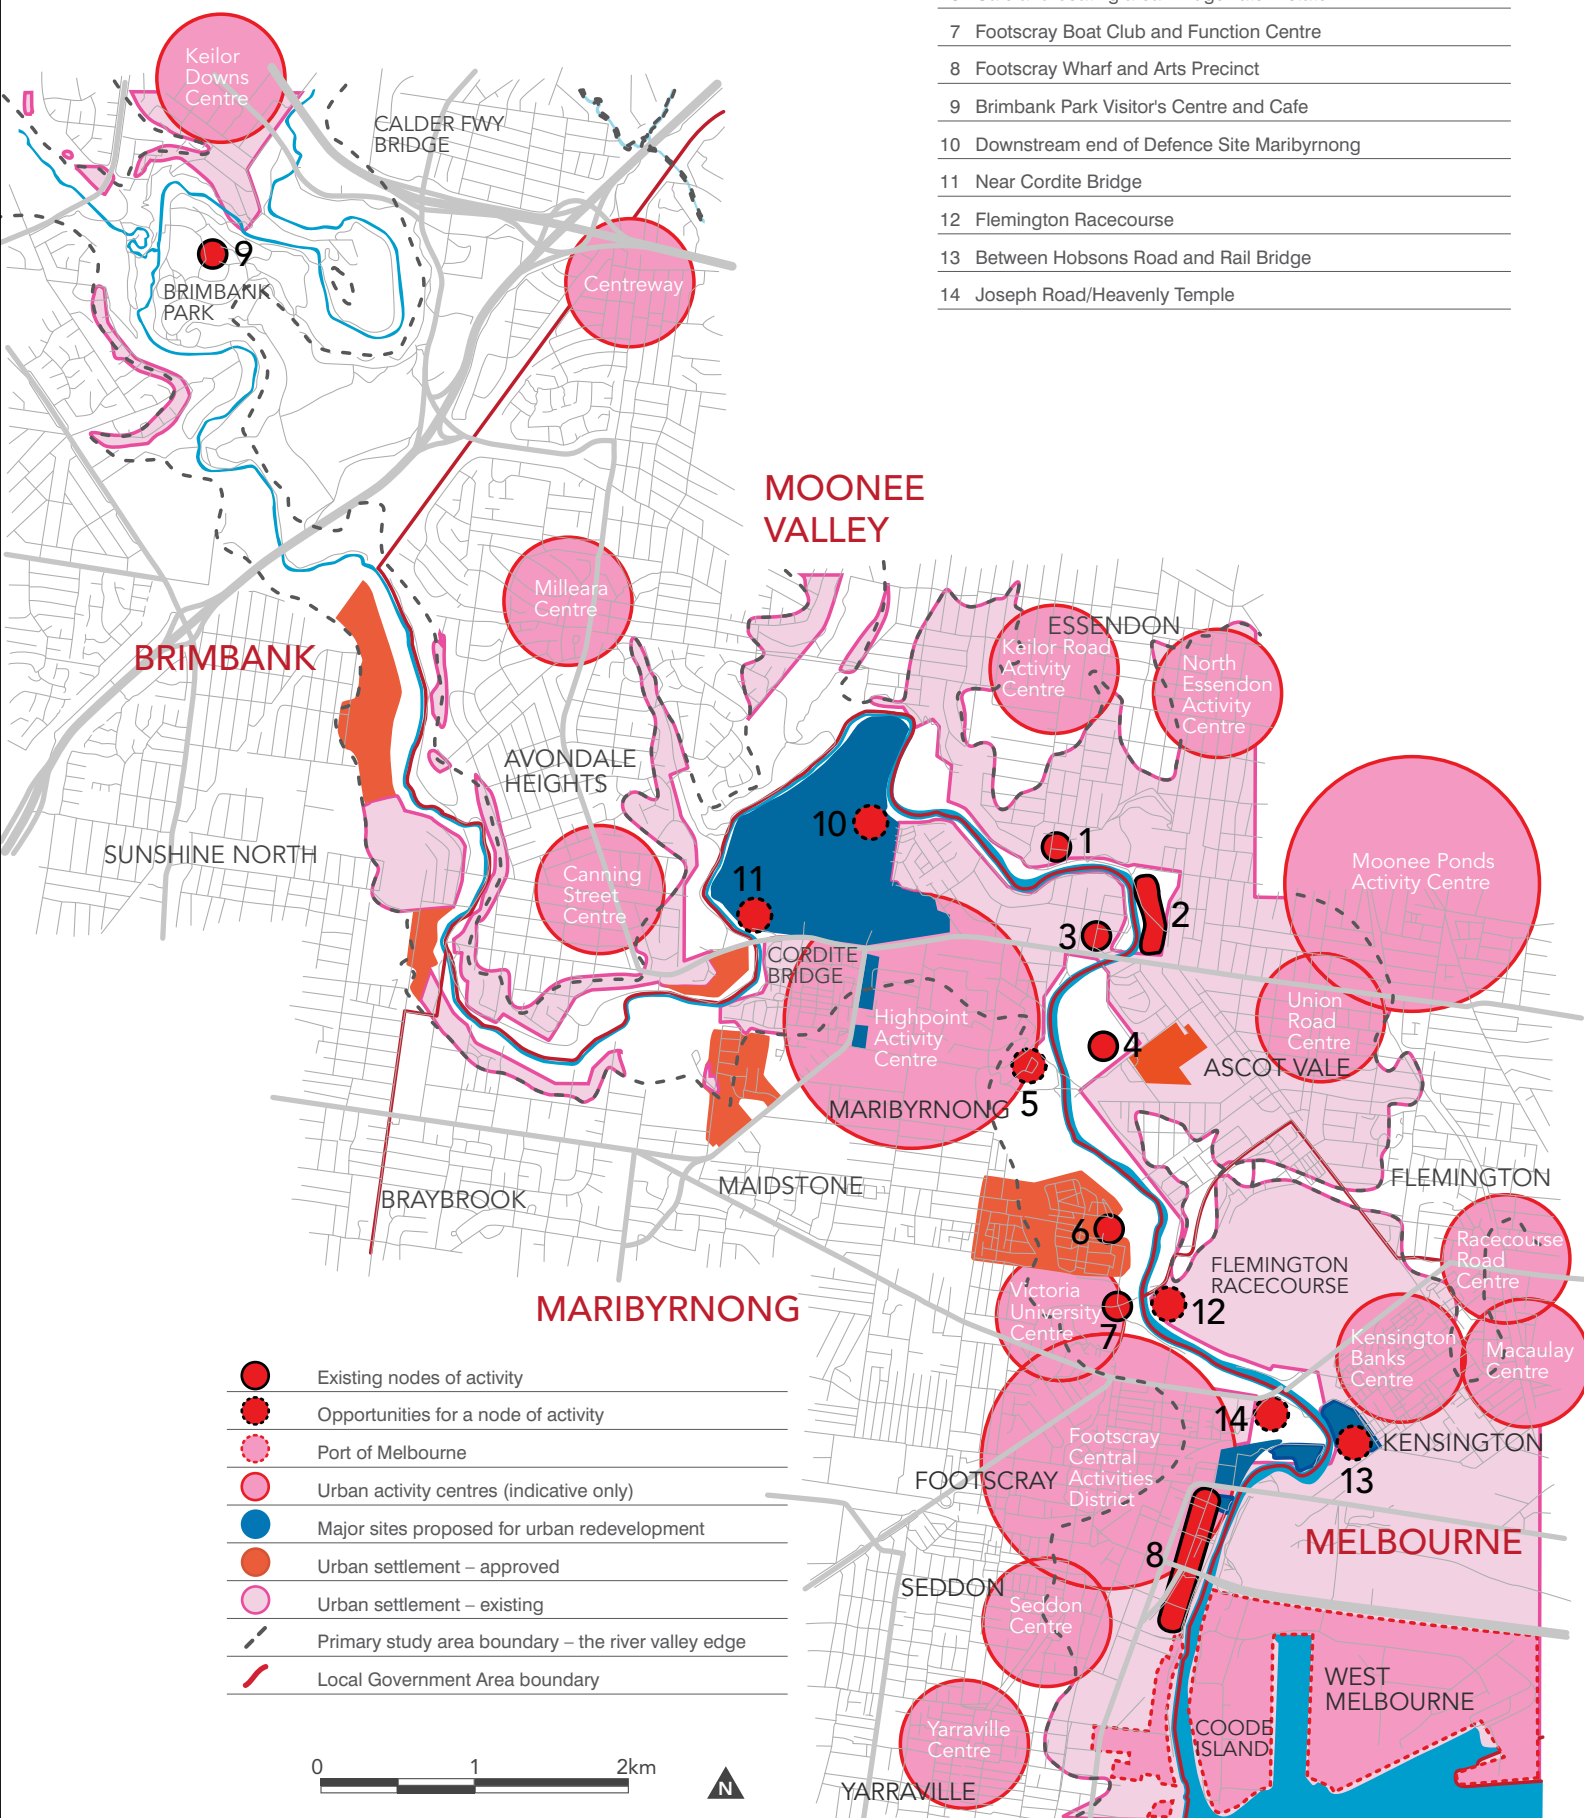 7 Footscray Boat Club and Function Centre
8 Footscray Wharf and Arts Precinct
9 Brimbank Park Visitor's Centre and Cafe
10 Downstream end of Defence Site Maribyrnong
11 Near Cordite Bridge
12 Flemington Racecourse
13 Between Hobsons Road and Rail Bridge
14 Joseph Road/Heavenly Temple
Keilor
Downs
Centre
CALDER FWY
BRIDGE
9
BRIMBANK
PARK
Centreway
MOONEE
VALLEY
Milleara
Centre
BRIMBANK
ESSENDON
Keilor Road
Activity
Centre
North
Essendon
Activity
Centre
AVONDALE
HEIGHTS
SUNSHINE NORTH
10
1
Moonee Ponds
Activity Centre
Canning
Street
Centre
11
2
3
CORDITE
BRIDGE
Highpoint
Activity
Centre
Union
Road
Centre
4
ASCOT VALE
MARIBYRNONG
5
BRAYBROOK
MAIDSTONE
FLEMINGTON
6
Racecourse
Road
Centre
FLEMINGTON
RACECOURSE
Victoria
University
Centre
7
12
MARIBYRNONG
Kensington
Banks
Centre
Macaulay
Centre
14
Footscray
Central
Activities
District
KENSINGTON
13
FOOTSCRAY
MELBOURNE
8
SEDDON
Seddon
Centre
WEST
MELBOURNE
COODE
ISLAND
Yarraville
Centre
YARRAVILLE
Existing nodes of activity
Opportunities for a node of activity
Port of Melbourne
Urban activity centres (indicative only)
Major sites proposed for urban redevelopment
Urban settlement – approved
Urban settlement – existing
Primary study area boundary – the river valley edge
Local Government Area boundary
0 1 2km
N